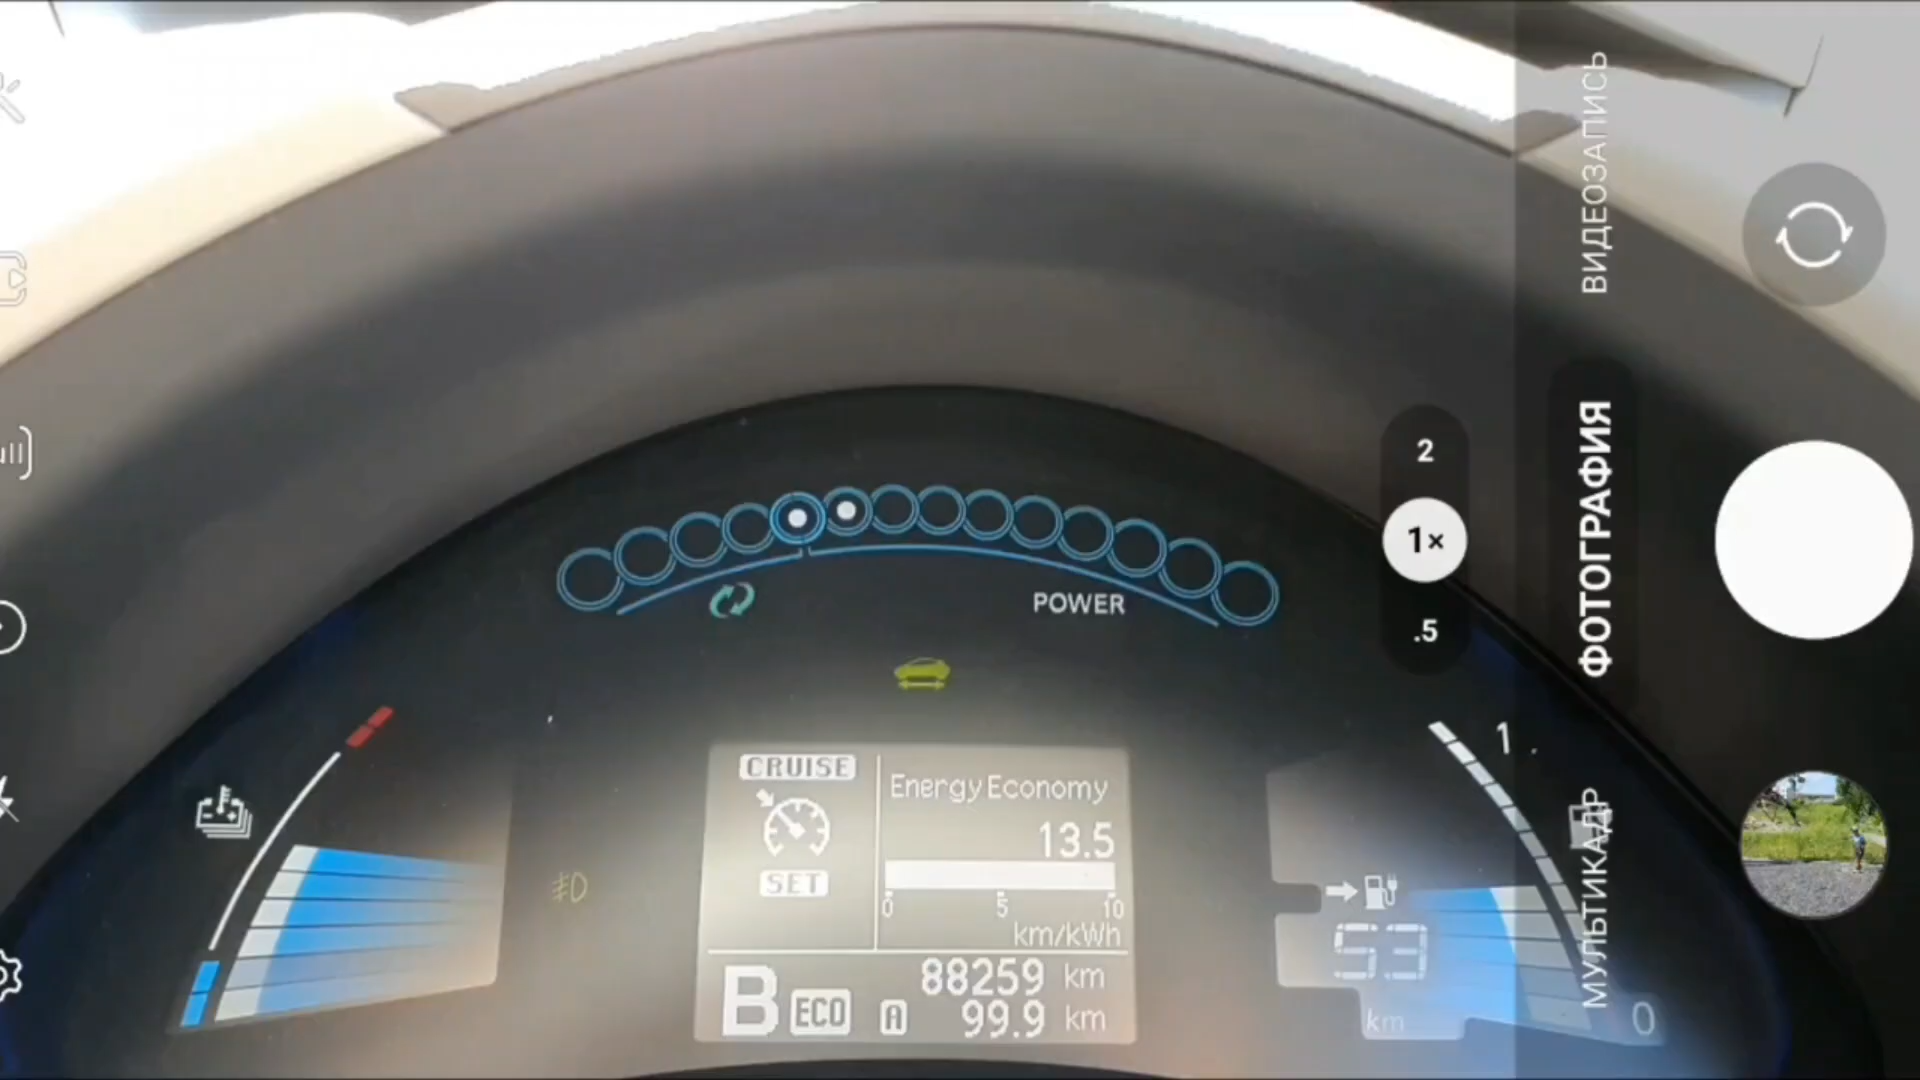 ВИДЕОЗАПИСЬ
ФОТОГРАФИЯ
МУЛЬТИКАДР
2
1×
.5
POWER
CRUISE
SET
Energy Economy
13.5
0 5 10
km/kWh
B ECO
88259 km
A 99.9 km
1
53
km
0